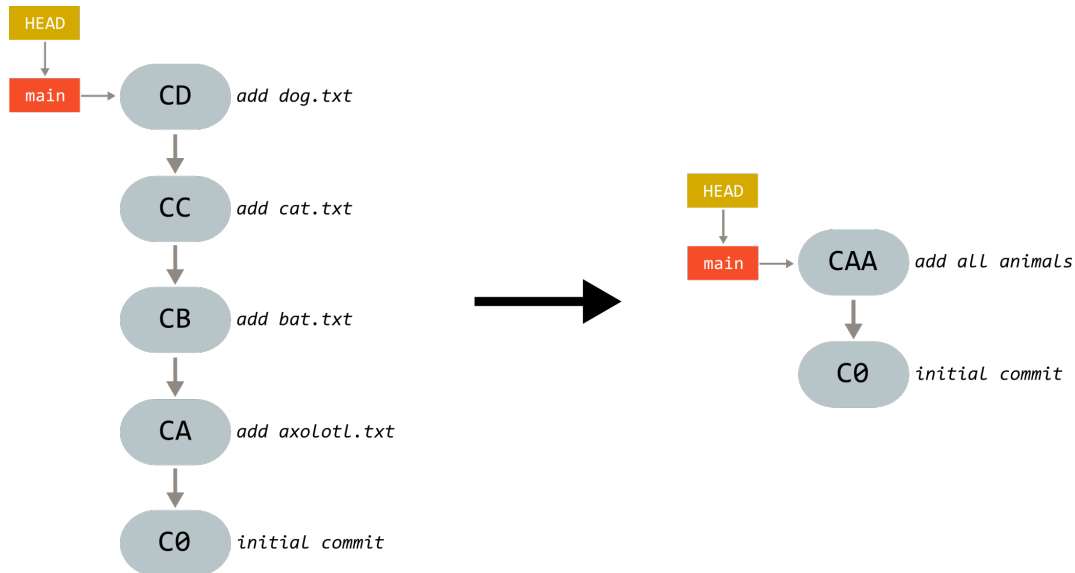 HEAD
main
CD
add dog.txt
CC
add cat.txt
CB
add bat.txt
CA
add axolotl.txt
C0
initial commit
HEAD
main
CAA
add all animals
C0
initial commit